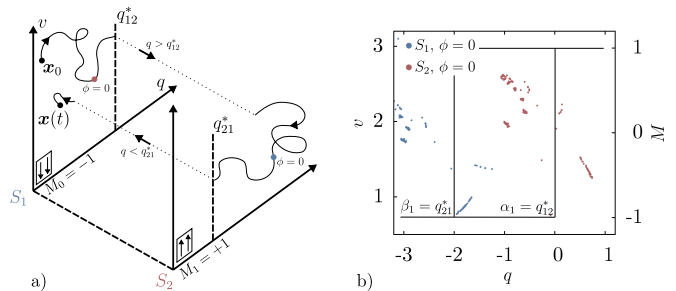 v
q*12
x0
ϕ = 0
q > q*12
q
x(t)
q*21
q < q*21
ϕ = 0
M0 = −1
S1
M1 = +1
S2
a)
3
S1, ϕ = 0
1
S2, ϕ = 0
v
2
0
M
1
β1 = q*21
α1 = q*12
-1
-3
-2
-1
0
1
b)
q